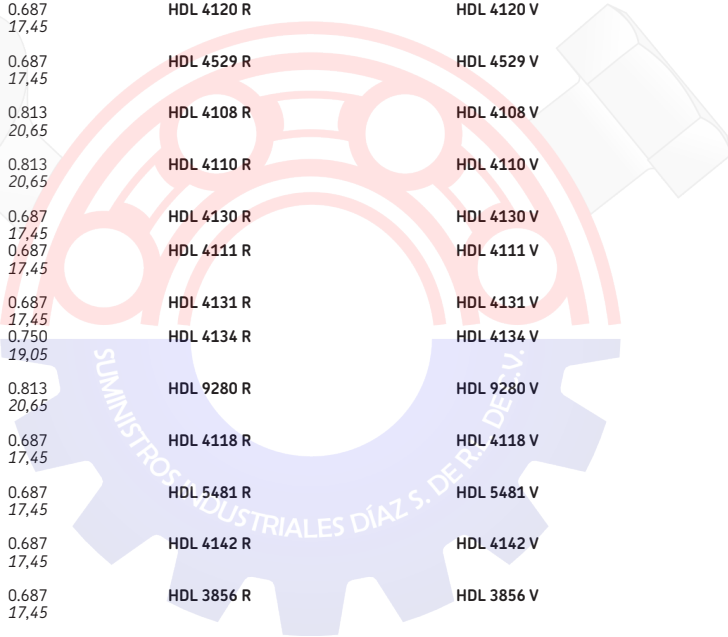 0.687 HDL 4120 R HDL 4120 V
17,45
0.687 HDL 4529 R HDL 4529 V
17,45
0.813 HDL 4108 R HDL 4108 V
20,65
0.813 HDL 4110 R HDL 4110 V
20,65
0.687 HDL 4130 R HDL 4130 V
17,45
0.687 HDL 4111 R HDL 4111 V
17,45
0.687 HDL 4131 R HDL 4131 V
17,45
0.750 HDL 4134 R HDL 4134 V
19,05
0.813 HDL 9280 R HDL 9280 V
20,65
0.687 HDL 4118 R HDL 4118 V
17,45
0.687 HDL 5481 R HDL 5481 V
17,45
0.687 HDL 4142 R HDL 4142 V
17,45
0.687 HDL 3856 R HDL 3856 V
17,45
SUMINISTROS INDUSTRIALES DÍAZ S. DE R.L. DE C.V.